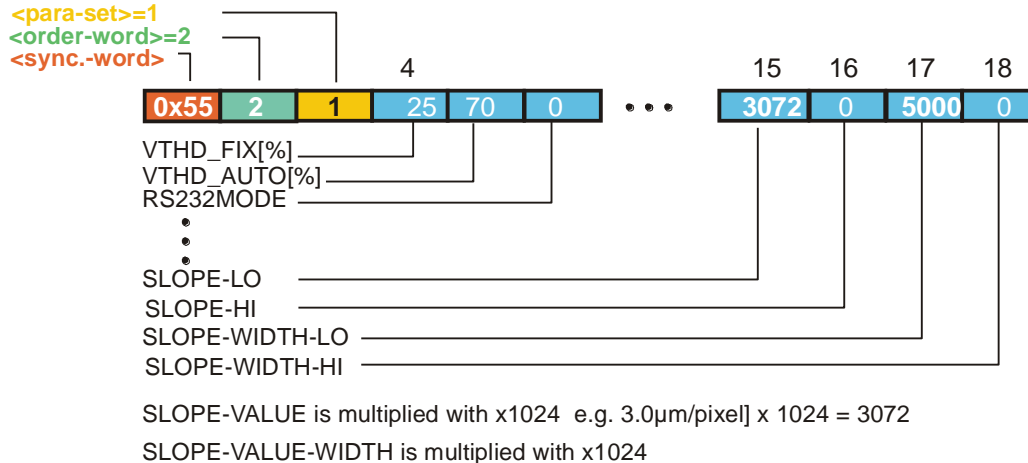 <para-set>=1
<order-word>=2
<sync.-word>
4 15 16 17 18
0x55 2 1 25 70 0 ••• 3072 0 5000 0
VTHD_FIX[%]
VTHD_AUTO[%]
RS232MODE
SLOPE-LO
SLOPE-HI
SLOPE-WIDTH-LO
SLOPE-WIDTH-HI
SLOPE-VALUE is multiplied with x1024 e.g. 3.0µm/pixel] x 1024 = 3072
SLOPE-VALUE-WIDTH is multiplied with x1024